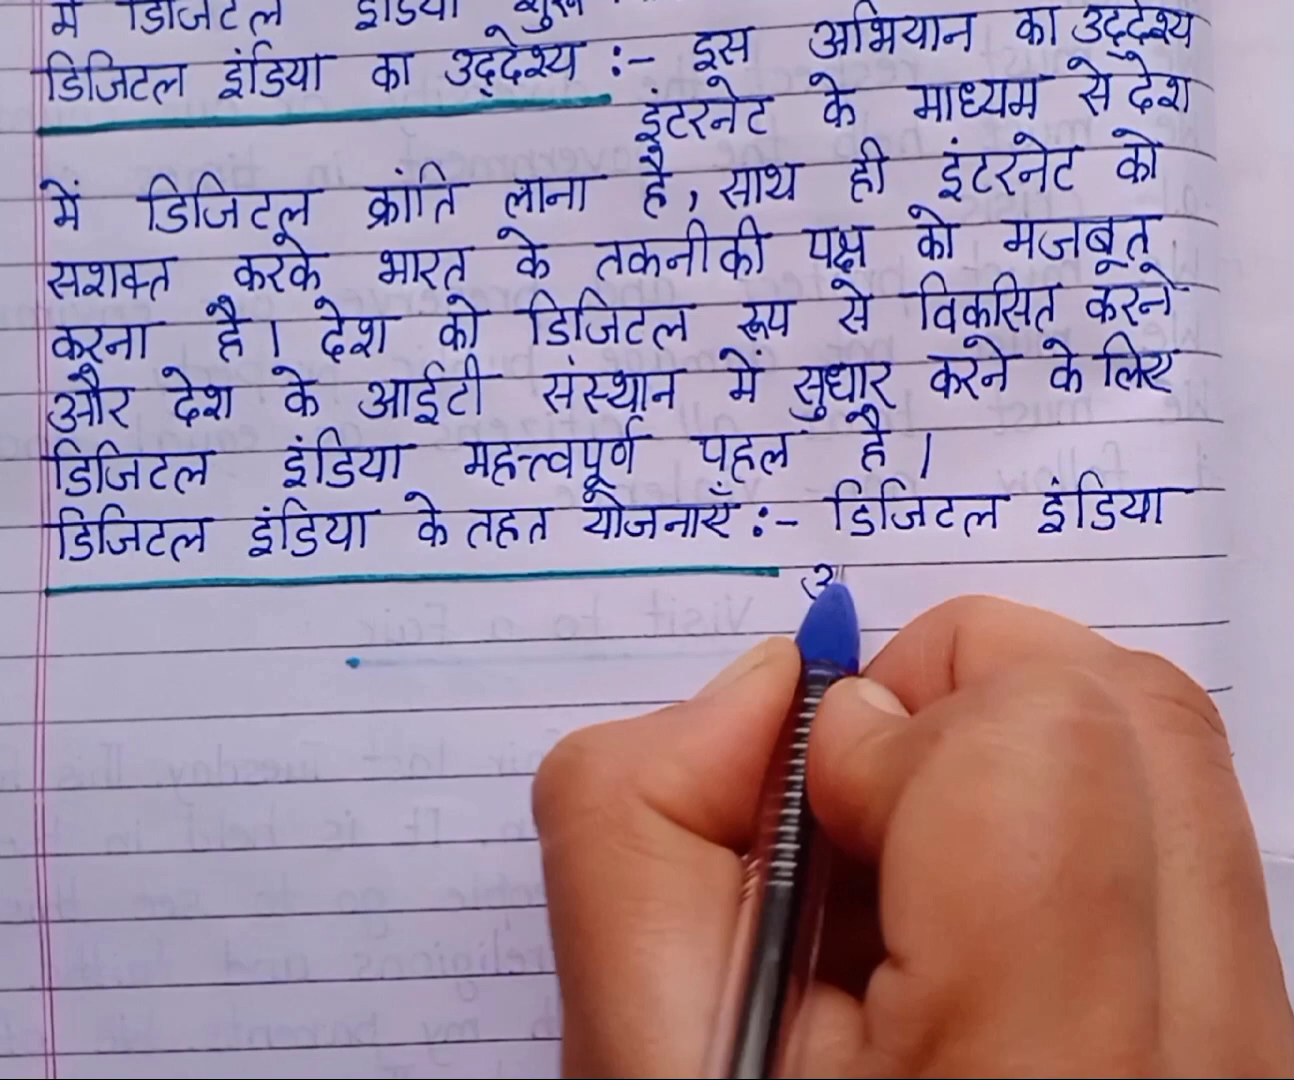 में डिजिटल इंडिया शुरू
डिजिटल इंडिया का उद्देश्य :- इस अभियान का उद्देश्य
इंटरनेट के माध्यम से देश
में डिजिटल क्रांति लाना है, साथ ही इंटरनेट को
सशक्त करके भारत के तकनीकी पक्ष को मजबूत
करना है। देश को डिजिटल रूप से विकसित करने
और देश के आईटी संस्थान में सुधार करने के लिए
डिजिटल इंडिया महत्त्वपूर्ण पहल है।
डिजिटल इंडिया के तहत योजनाएँ :- डिजिटल इंडिया